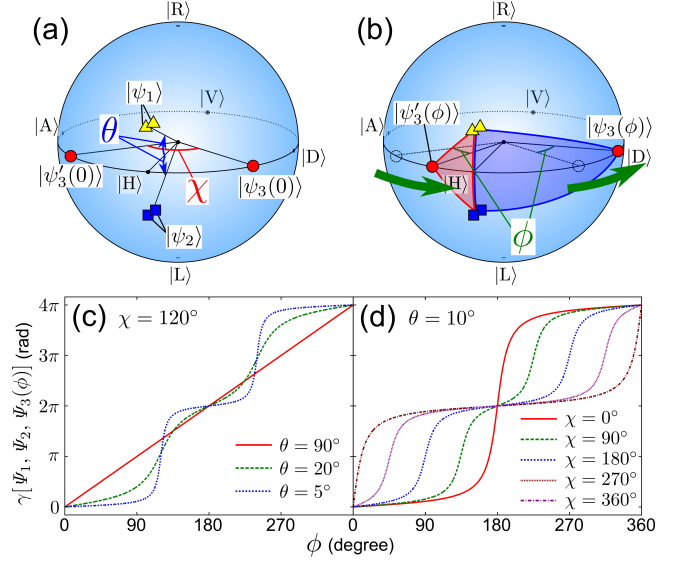 (a)
|R⟩
|ψ₁⟩
|V⟩
|A⟩
θ
|D⟩
|ψ′₃(0)⟩
|H⟩
χ
|ψ₃(0)⟩
|ψ₂⟩
|L⟩
(b)
|R⟩
|ψ′₃(ϕ)⟩
|V⟩
|A⟩
|ψ₃(ϕ)⟩
|D⟩
|H⟩
ϕ
|L⟩
γ[Ψ₁, Ψ₂, Ψ₃(ϕ)] (rad)
4π
3π
2π
π
0
(c) χ = 120°
θ = 90°
θ = 20°
θ = 5°
0 90 180 270
(d) θ = 10°
χ = 0°
χ = 90°
χ = 180°
χ = 270°
χ = 360°
0 90 180 270 360
ϕ (degree)